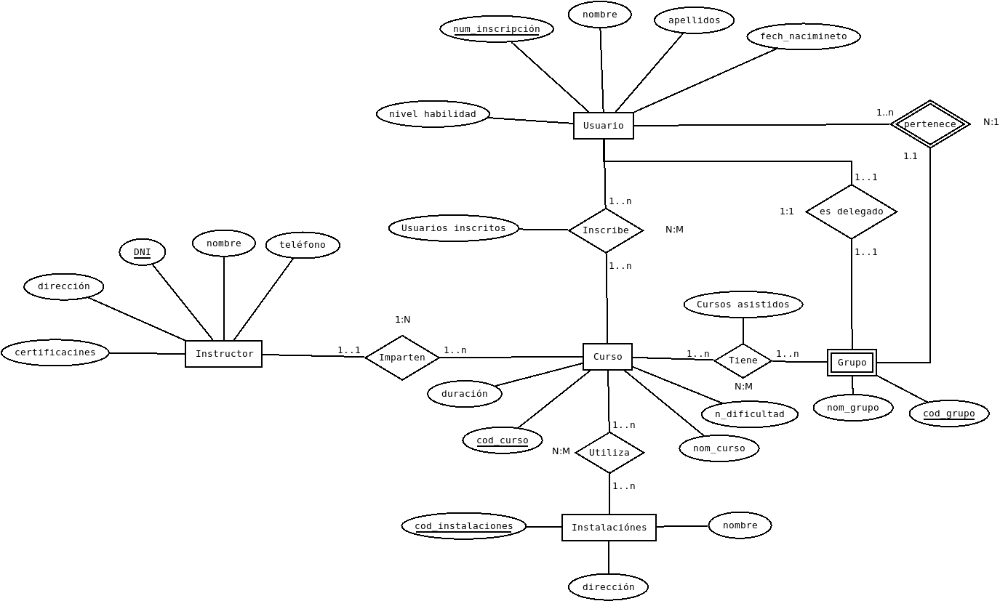 nombre
apellidos
num_inscripción
fech_nacimineto
nivel habilidad
1..n
Usuario
pertenece
N:1
1.1
1..1
1..n
es delegado
1:1
Usuarios inscritos
Inscribe
N:M
nombre
teléfono
DNI
1..1
1..n
dirección
Cursos asistidos
1:N
certificacines
Instructor
1..1
1..n
Imparten
Curso
1..n
1..n
Tiene
Grupo
N:M
duración
n_dificultad
nom_grupo
cod_grupo
1..n
cod_curso
nom_curso
N:M
Utiliza
1..n
cod_instalaciones
Instalaciónes
nombre
dirección